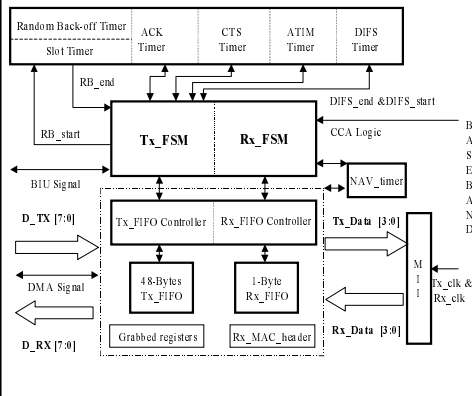 Random Back-off Timer
Slot Timer
ACK Timer
CTS Timer
ATIM Timer
DIFS Timer
RB_end
RB_start
DIFS_end &DIFS_start
Tx_FSM
Rx_FSM
CCA Logic
BASEBAND
BIU Signal
NAV_timer
D_TX [7:0]
Tx_FIFO Controller
Rx_FIFO Controller
Tx_Data [3:0]
DMA Signal
48-Bytes
Tx_FIFO
1-Byte
Rx_FIFO
MII
Tx_clk &
Rx_clk
D_RX [7:0]
Grabbed registers
Rx_MAC_header
Rx_Data [3:0]